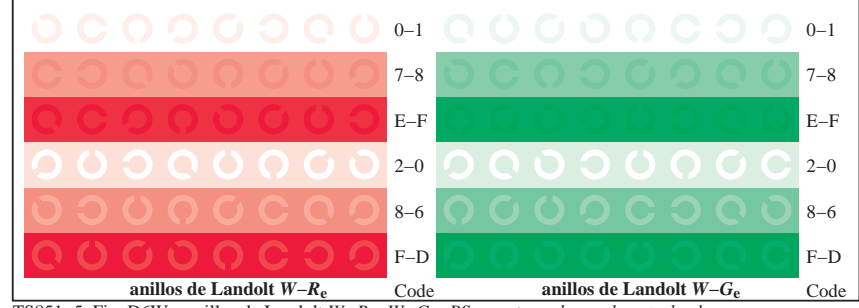 0–1 0–1
7–8 7–8
E–F E–F
2–0 2–0
8–6 8–6
F–D F–D
anillos de Landolt W–Re Code anillos de Landolt W–Ge Code